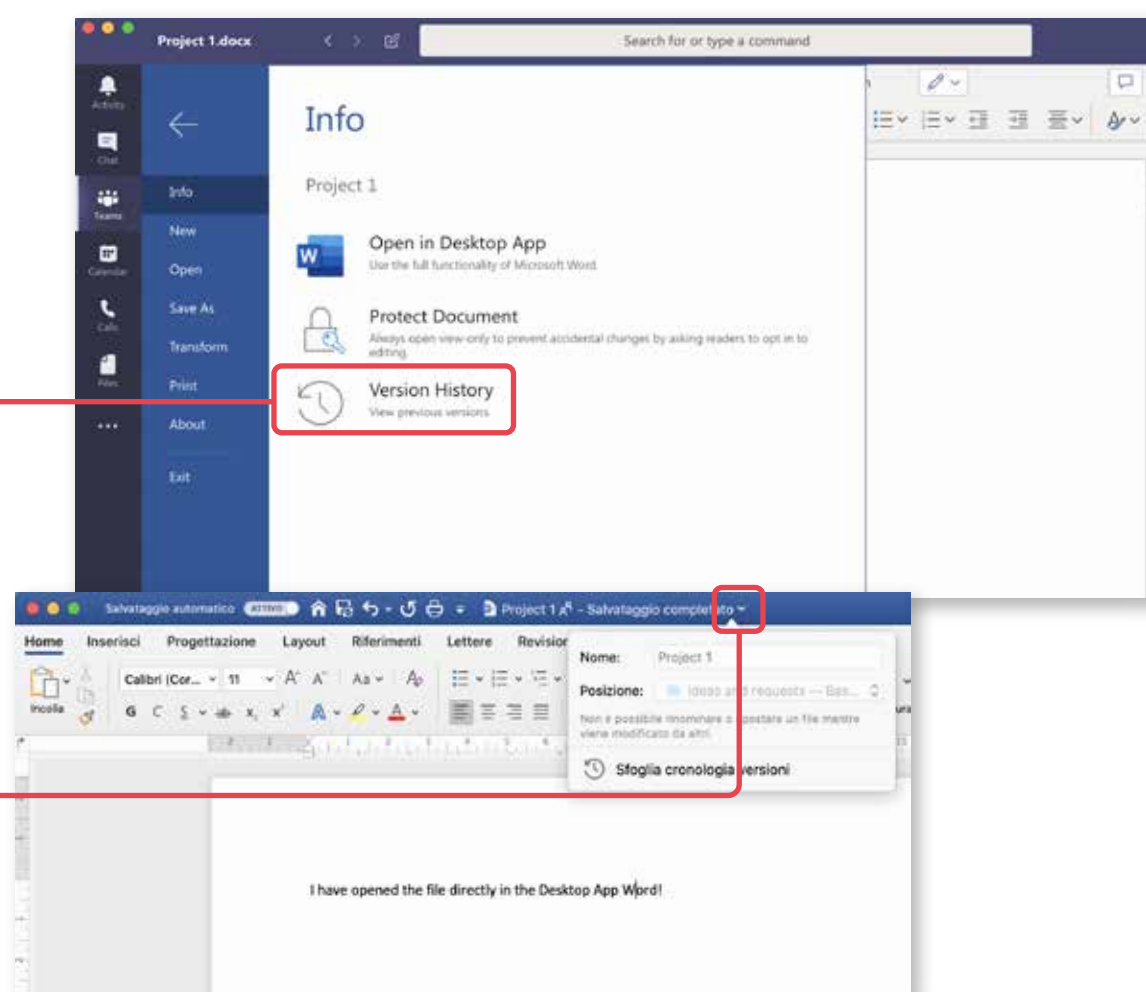 Project 1.docx
Search for or type a command
Activity
Chat
Teams
Calendar
Calls
Files
Info
New
Open
Save As
Transform
Print
About
Exit
Info
Project 1
Open in Desktop App
Use the full functionality of Microsoft Word.
Protect Document
Always open view-only to prevent accidental changes by asking readers to opt in to
editing.
Version History
View previous versions.
Salvataggio automatico ATTIVO Project 1 - Salvataggio completato
Home Inserisci Progettazione Layout Riferimenti Lettere Revision
Incolla
Calibri (Cor... 11
G C S ab x, x
Nome: Project 1
Posizione: Ideas and requests — Bas...
Non è possibile rinominare o spostare un file mentre
viene modificato da altri.
Sfoglia cronologia versioni
I have opened the file directly in the Desktop App Word!